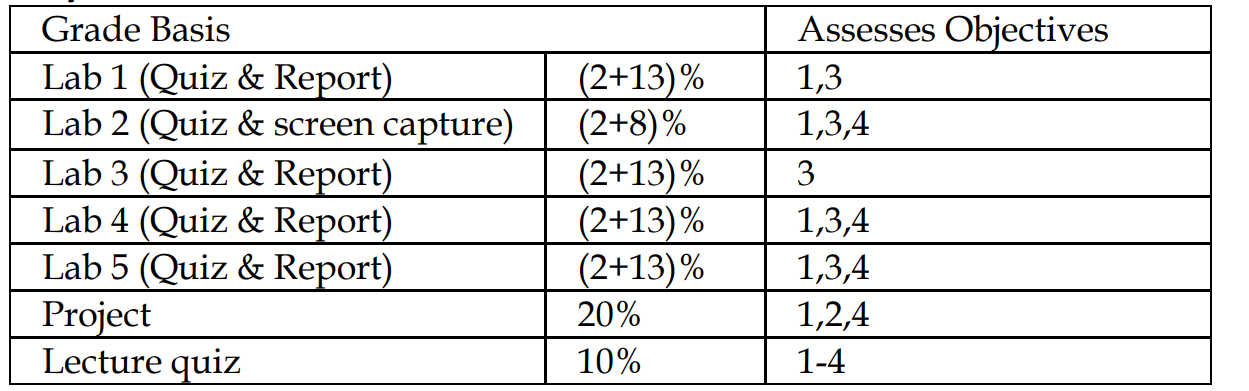 Grade Basis Assesses Objectives
Lab 1 (Quiz & Report) (2+13)% 1,3
Lab 2 (Quiz & screen capture) (2+8)% 1,3,4
Lab 3 (Quiz & Report) (2+13)% 3
Lab 4 (Quiz & Report) (2+13)% 1,3,4
Lab 5 (Quiz & Report) (2+13)% 1,3,4
Project 20% 1,2,4
Lecture quiz 10% 1-4